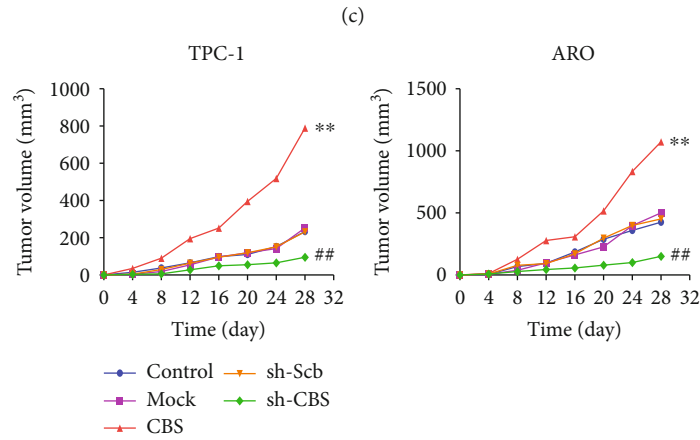 (c)
TPC-1
Tumor volume (mm³)
1000
800
600
400
200
0
**
##
0 4 8 12 16 20 24 28 32
Time (day)
ARO
Tumor volume (mm³)
1500
1000
500
0
**
##
0 4 8 12 16 20 24 28 32
Time (day)
Control
Mock
CBS
sh-Scb
sh-CBS